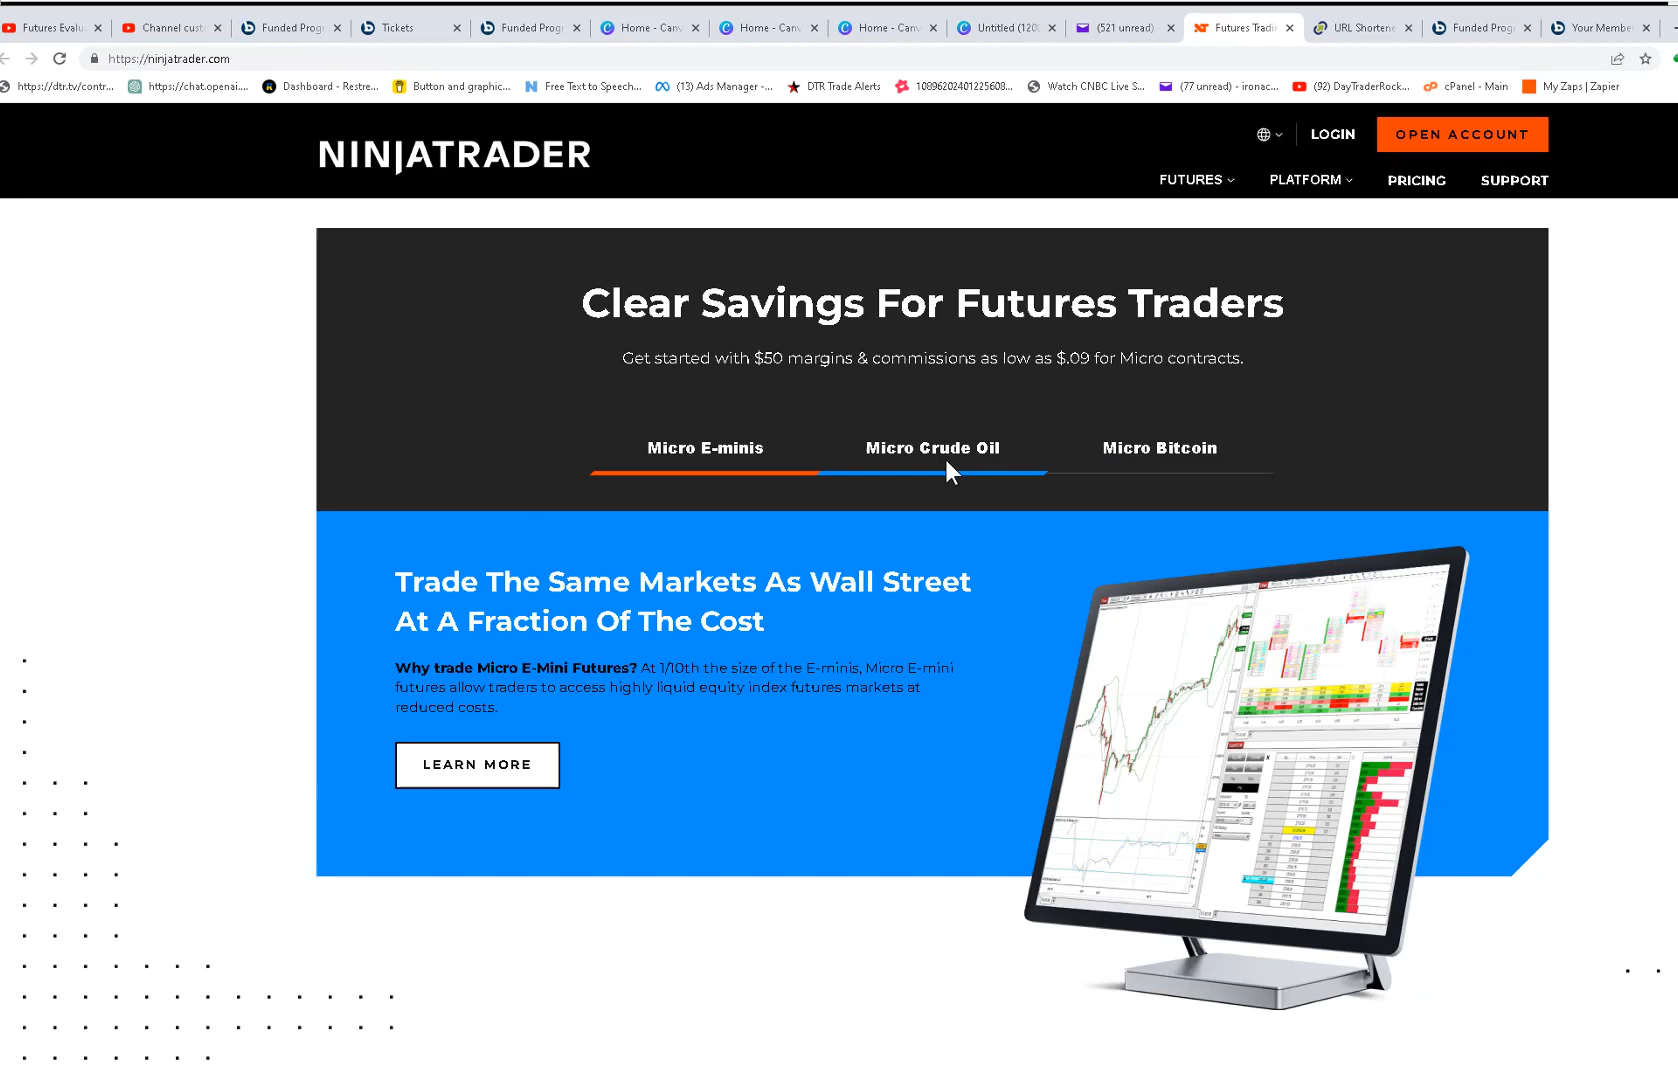 Futures Evalu
Channel cust
Funded Prog
Tickets
Funded Progr
Home - Canv
Home - Canv
Home - Canv
Untitled (120
(521 unread)
Futures Tradin
URL Shortene
Funded Prog
Your Membe
https://ninjatrader.com
https://dtr.tv/contr...
https://chat.openai....
Dashboard - Restre...
Button and graphic...
Free Text to Speech...
(13) Ads Manager -...
DTR Trade Alerts
10896202401225608...
Watch CNBC Live S...
(77 unread) - ironac...
(92) DayTraderRock...
cPanel - Main
My Zaps | Zapier
NINJATRADER
LOGIN
OPEN ACCOUNT
FUTURES
PLATFORM
PRICING
SUPPORT
Clear Savings For Futures Traders
Get started with $50 margins & commissions as low as $.09 for Micro contracts.
Micro E-minis
Micro Crude Oil
Micro Bitcoin
Trade The Same Markets As Wall Street
At A Fraction Of The Cost
Why trade Micro E-Mini Futures? At 1/10th the size of the E-minis, Micro E-mini
futures allow traders to access highly liquid equity index futures markets at
reduced costs.
LEARN MORE